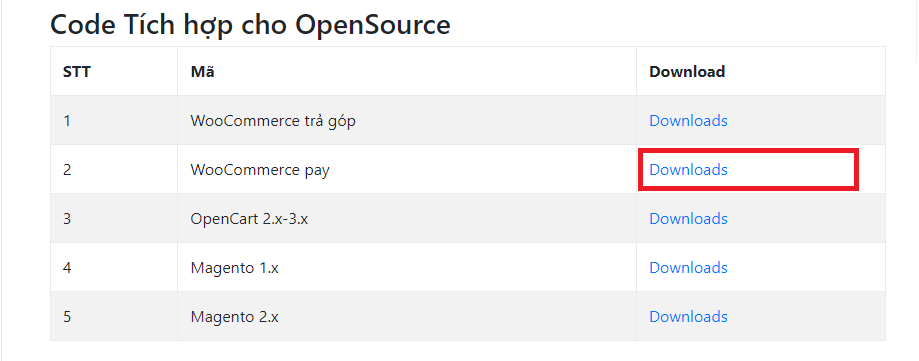 Code Tích hợp cho OpenSource
STT Mã Download
1 WooCommerce trả góp Downloads
2 WooCommerce pay Downloads
3 OpenCart 2.x-3.x Downloads
4 Magento 1.x Downloads
5 Magento 2.x Downloads